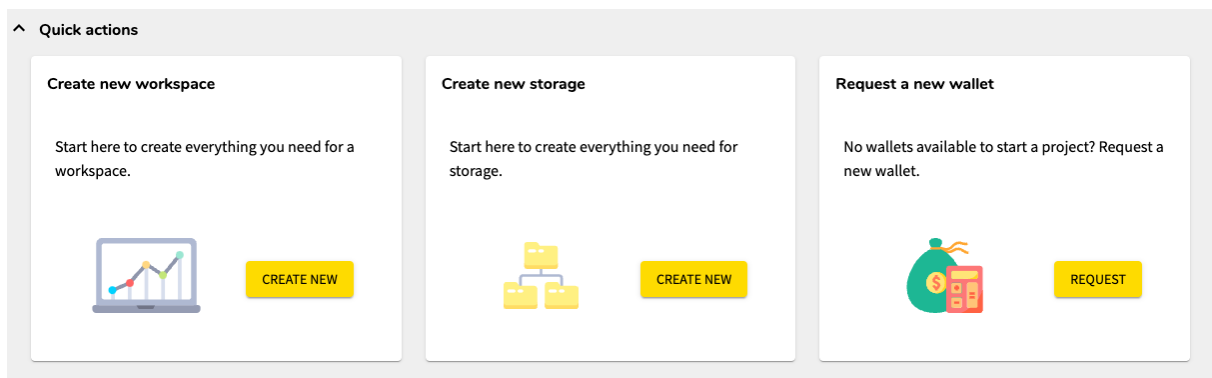 Quick actions
Create new workspace
Start here to create everything you need for a
workspace.
CREATE NEW
Create new storage
Start here to create everything you need for
storage.
CREATE NEW
Request a new wallet
No wallets available to start a project? Request a
new wallet.
$
REQUEST